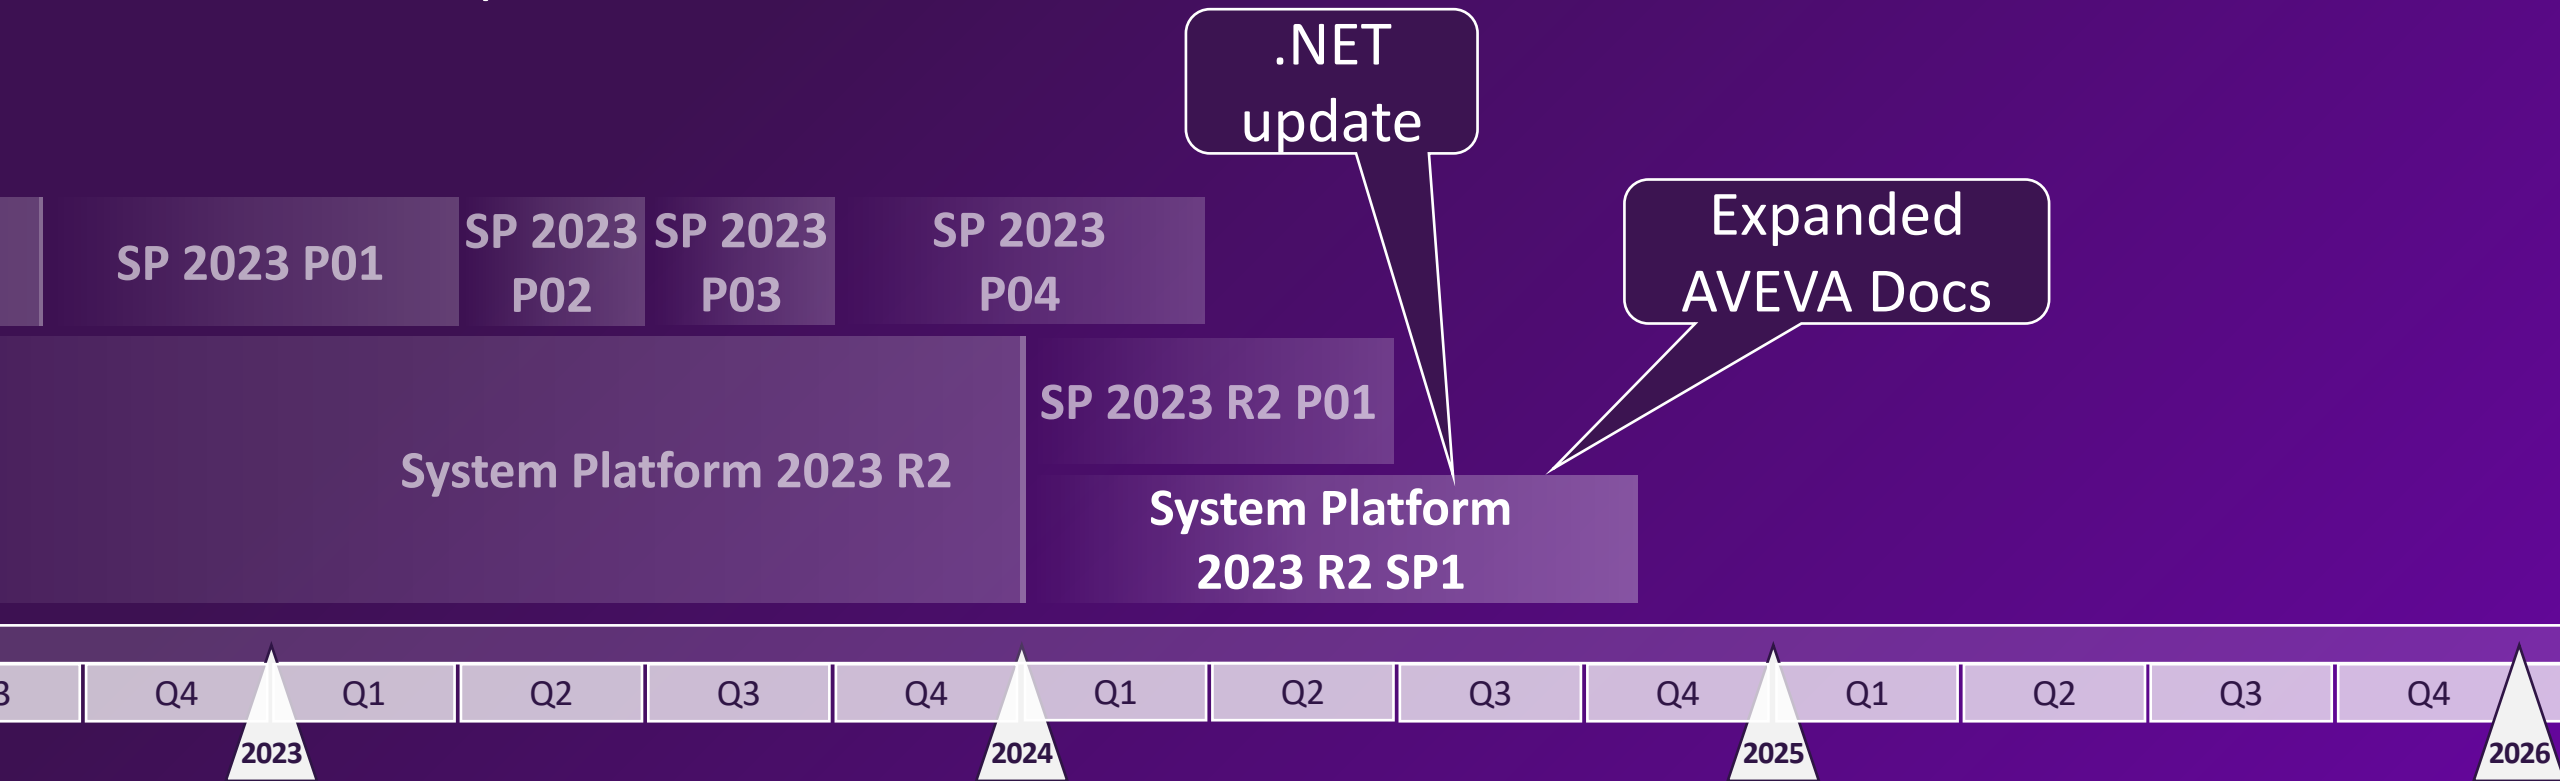 .NET
update
Expanded
AVEVA Docs
SP 2023 P01
SP 2023
P02
SP 2023
P03
SP 2023
P04
SP 2023 R2 P01
System Platform 2023 R2
System Platform
2023 R2 SP1
Q4
Q1
Q2
Q3
Q4
Q1
Q2
Q3
Q4
Q1
Q2
Q3
Q4
2023
2024
2025
2026